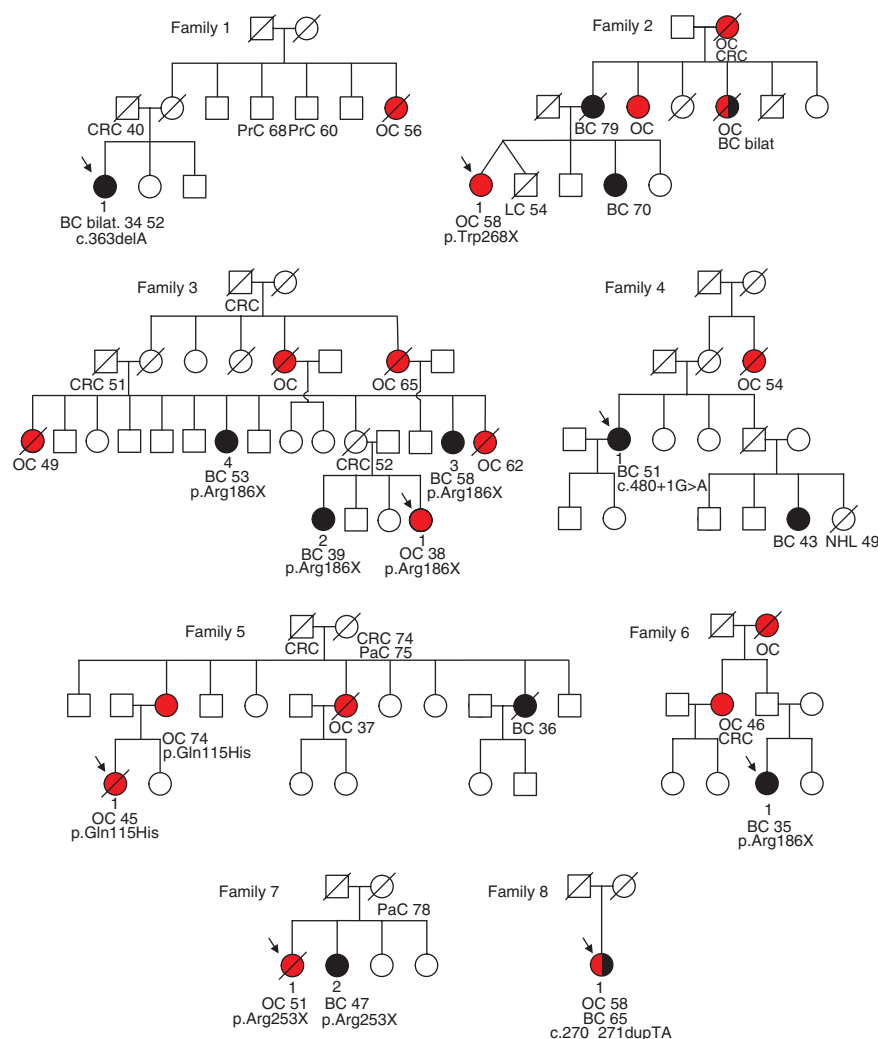 Family 1
CRC 40
PrC 68
PrC 60
OC 56
1
BC bilat. 34 52
c.363delA
Family 2
OC
CRC
BC 79
OC
OC
BC bilat
1
OC 58
p.Trp268X
LC 54
BC 70
Family 3
CRC
CRC 51
OC
OC 65
OC 49
4
BC 53
p.Arg186X
CRC 52
3
BC 58
p.Arg186X
OC 62
2
BC 39
p.Arg186X
1
OC 38
p.Arg186X
Family 4
OC 54
1
BC 51
c.480+1G>A
BC 43
NHL 49
Family 5
CRC
CRC 74
PaC 75
OC 74
p.Gln115His
OC 37
BC 36
1
OC 45
p.Gln115His
Family 6
OC
OC 46
CRC
1
BC 35
p.Arg186X
Family 7
PaC 78
1
OC 51
p.Arg253X
2
BC 47
p.Arg253X
Family 8
1
OC 58
BC 65
c.270_271dupTA